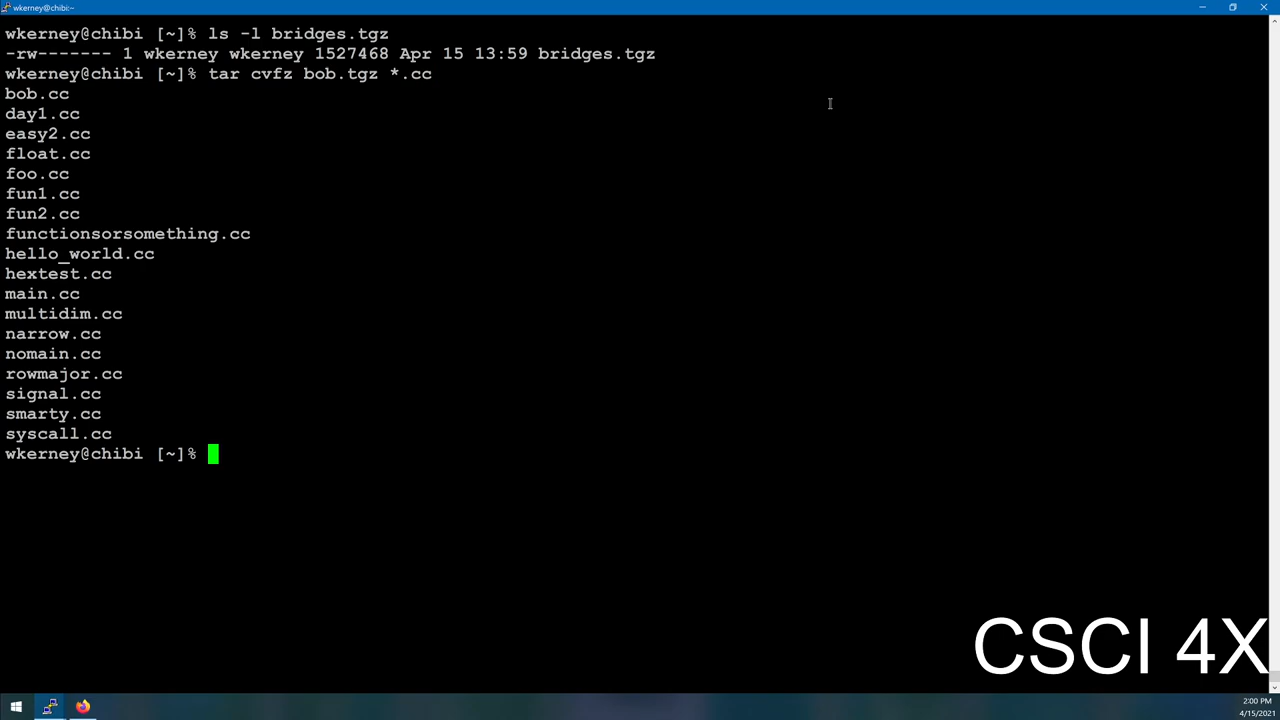 wkerney@chibi:~
wkerney@chibi [~]% ls -l bridges.tgz
-rw------- 1 wkerney wkerney 1527468 Apr 15 13:59 bridges.tgz
wkerney@chibi [~]% tar cvfz bob.tgz *.cc
bob.cc
day1.cc
easy2.cc
float.cc
foo.cc
fun1.cc
fun2.cc
functionsorsomething.cc
hello_world.cc
hextest.cc
main.cc
multidim.cc
narrow.cc
nomain.cc
rowmajor.cc
signal.cc
smarty.cc
syscall.cc
wkerney@chibi [~]%
CSCI 4X
2:00 PM
4/15/2021